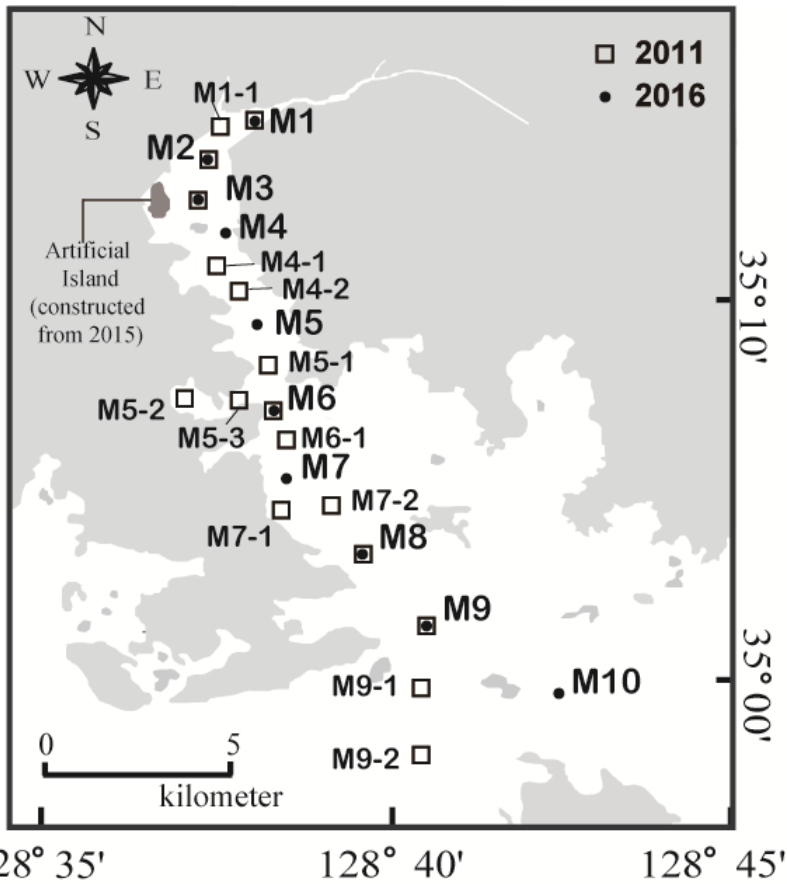 N
W E
S
2011
2016
M1-1
M1
M2
M3
M4
Artificial
Island
(constructed
from 2015)
M4-1
M4-2
M5
M5-1
M5-2
M5-3
M6
M6-1
M7
M7-1
M7-2
M8
M9
M9-1
M10
M9-2
0 5
kilometer
35° 10'
35° 00'
28° 35' 128° 40' 128° 45'